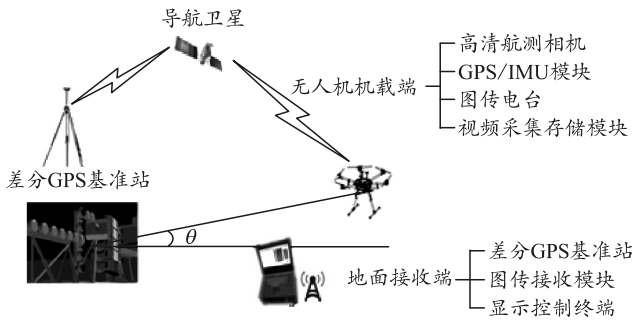 导航卫星
无人机机载端
高清航测相机
GPS/IMU模块
图传电台
视频采集存储模块
差分GPS基准站
θ
地面接收端
差分GPS基准站
图传接收模块
显示控制终端